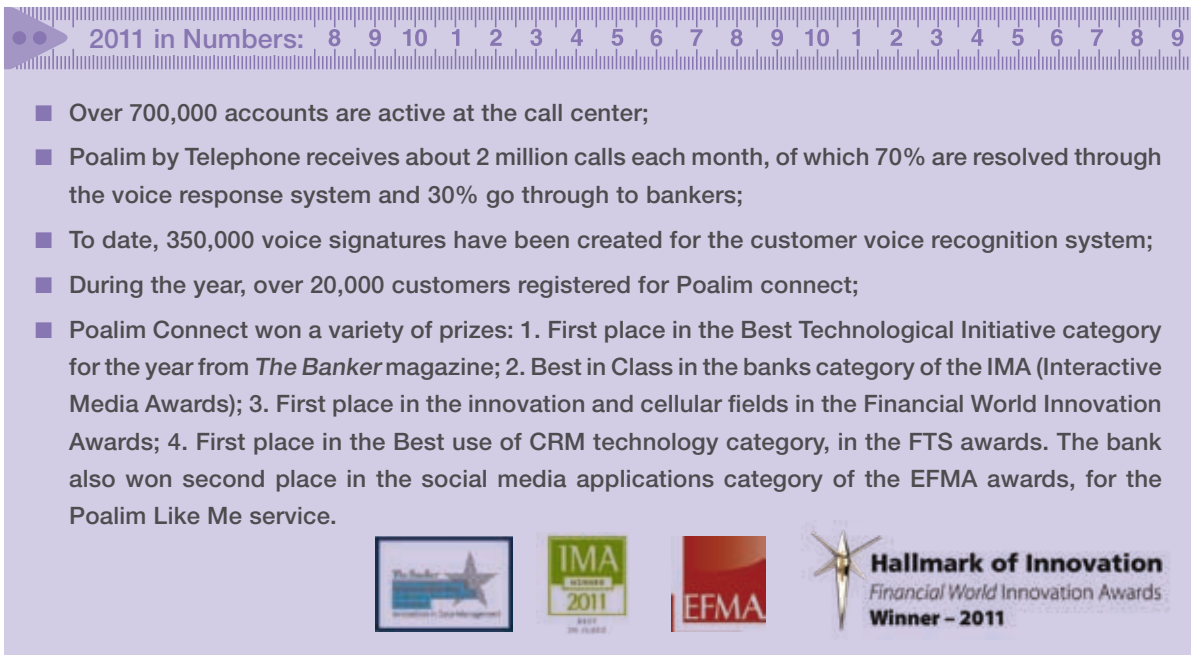 2011 in Numbers: 8 9 10 1 2 3 4 5 6 7 8 9 10 1 2 3 4 5 6 7 8 9
■ Over 700,000 accounts are active at the call center;
■ Poalim by Telephone receives about 2 million calls each month, of which 70% are resolved through
the voice response system and 30% go through to bankers;
■ To date, 350,000 voice signatures have been created for the customer voice recognition system;
■ During the year, over 20,000 customers registered for Poalim connect;
■ Poalim Connect won a variety of prizes: 1. First place in the Best Technological Initiative category
for the year from The Banker magazine; 2. Best in Class in the banks category of the IMA (Interactive
Media Awards); 3. First place in the innovation and cellular fields in the Financial World Innovation
Awards; 4. First place in the Best use of CRM technology category, in the FTS awards. The bank
also won second place in the social media applications category of the EFMA awards, for the
Poalim Like Me service.
The Banker
IMA
WINNER
2011
BEST
IN CLASS
EFMA
Hallmark of Innovation
Financial World Innovation Awards
Winner – 2011